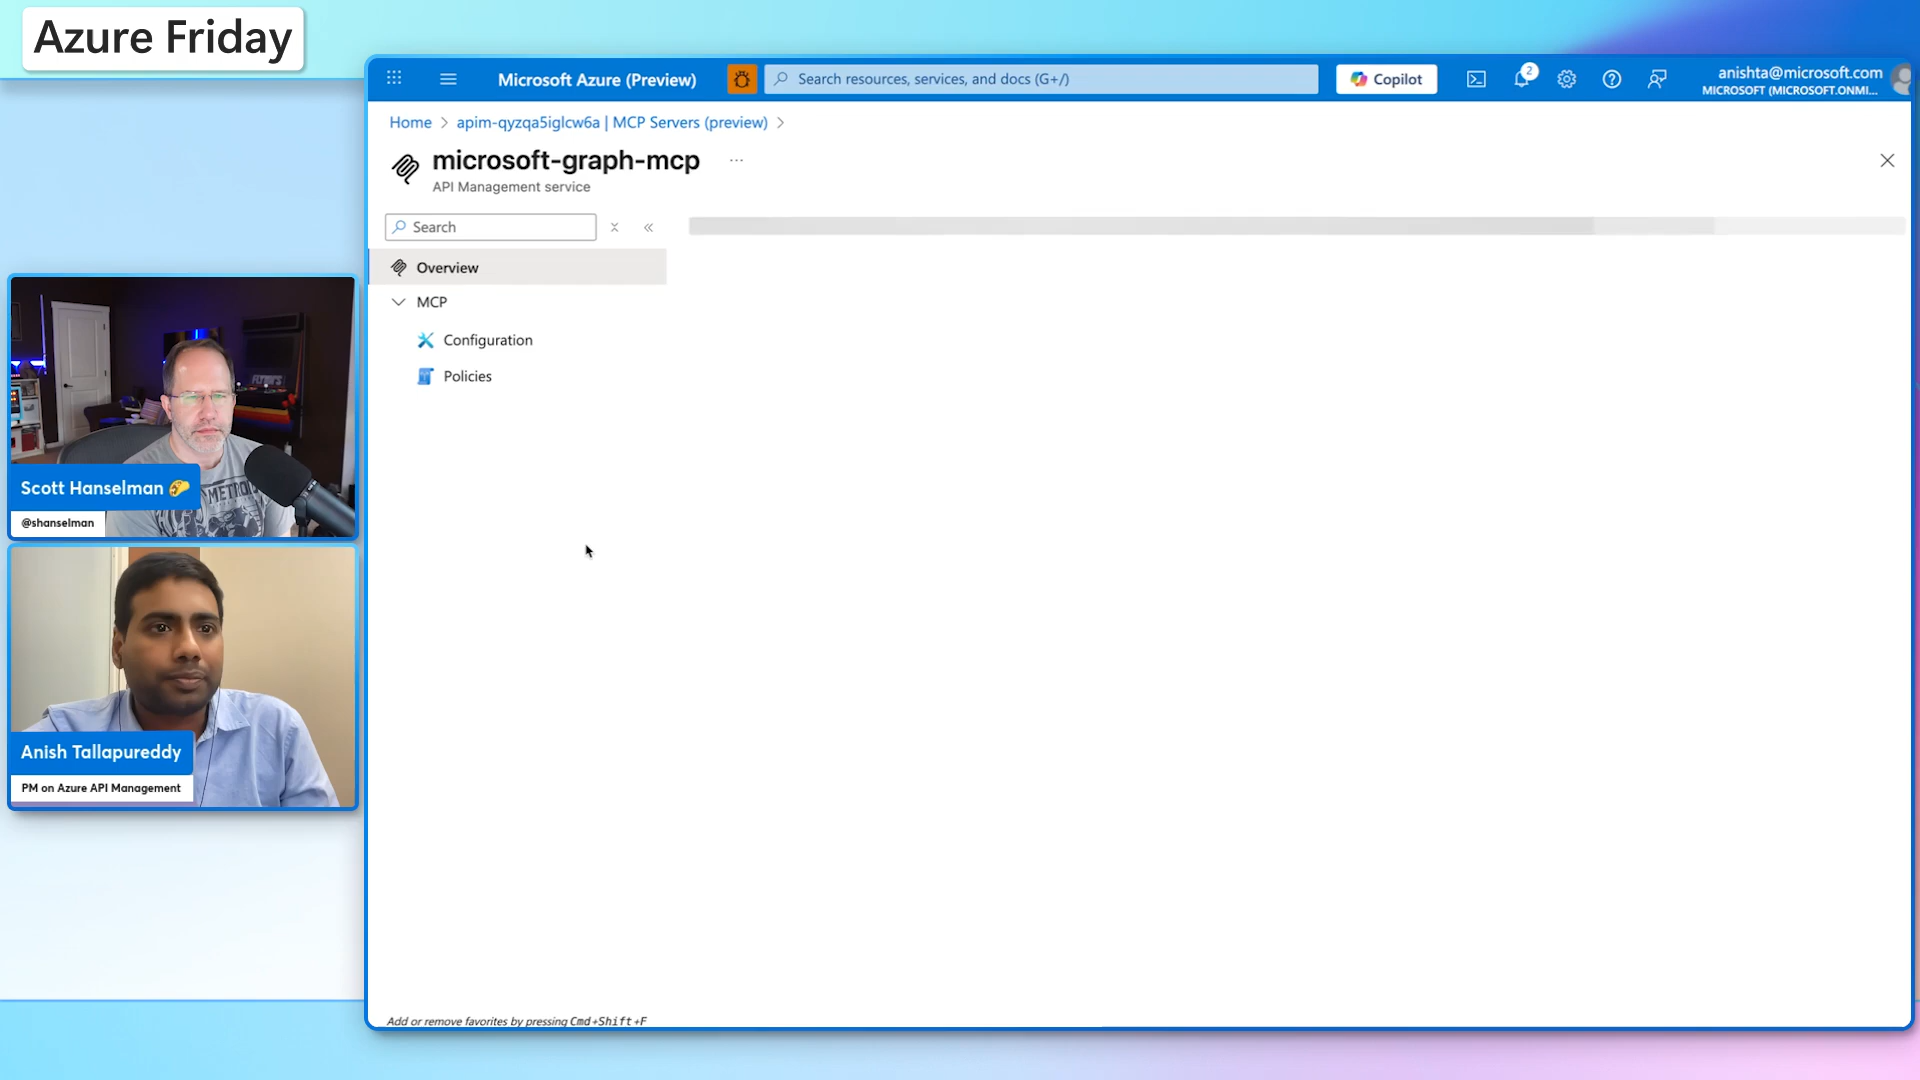 Azure Friday
Microsoft Azure (Preview)
Search resources, services, and docs (G+/)
Copilot
2
anishta@microsoft.com
MICROSOFT (MICROSOFT.ONMI...
Home > apim-qyzqa5iglcw6a | MCP Servers (preview) >
microsoft-graph-mcp ...
API Management service
Search
Overview
MCP
Configuration
Policies
METROID
Scott Hanselman 🌮
@shanselman
Anish Tallapureddy
PM on Azure API Management
Add or remove favorites by pressing Cmd+Shift+F